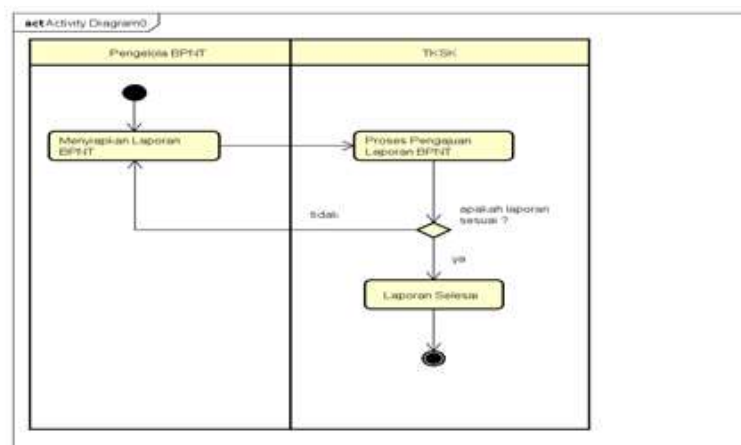 act Activity Diagram0
Pengelola BPNT
TKSK
Menyiapkan Laporan
BPNT
Proses Pengajuan
Laporan BPNT
tidak
apakah laporan
sesuai ?
ya
Laporan Selesai